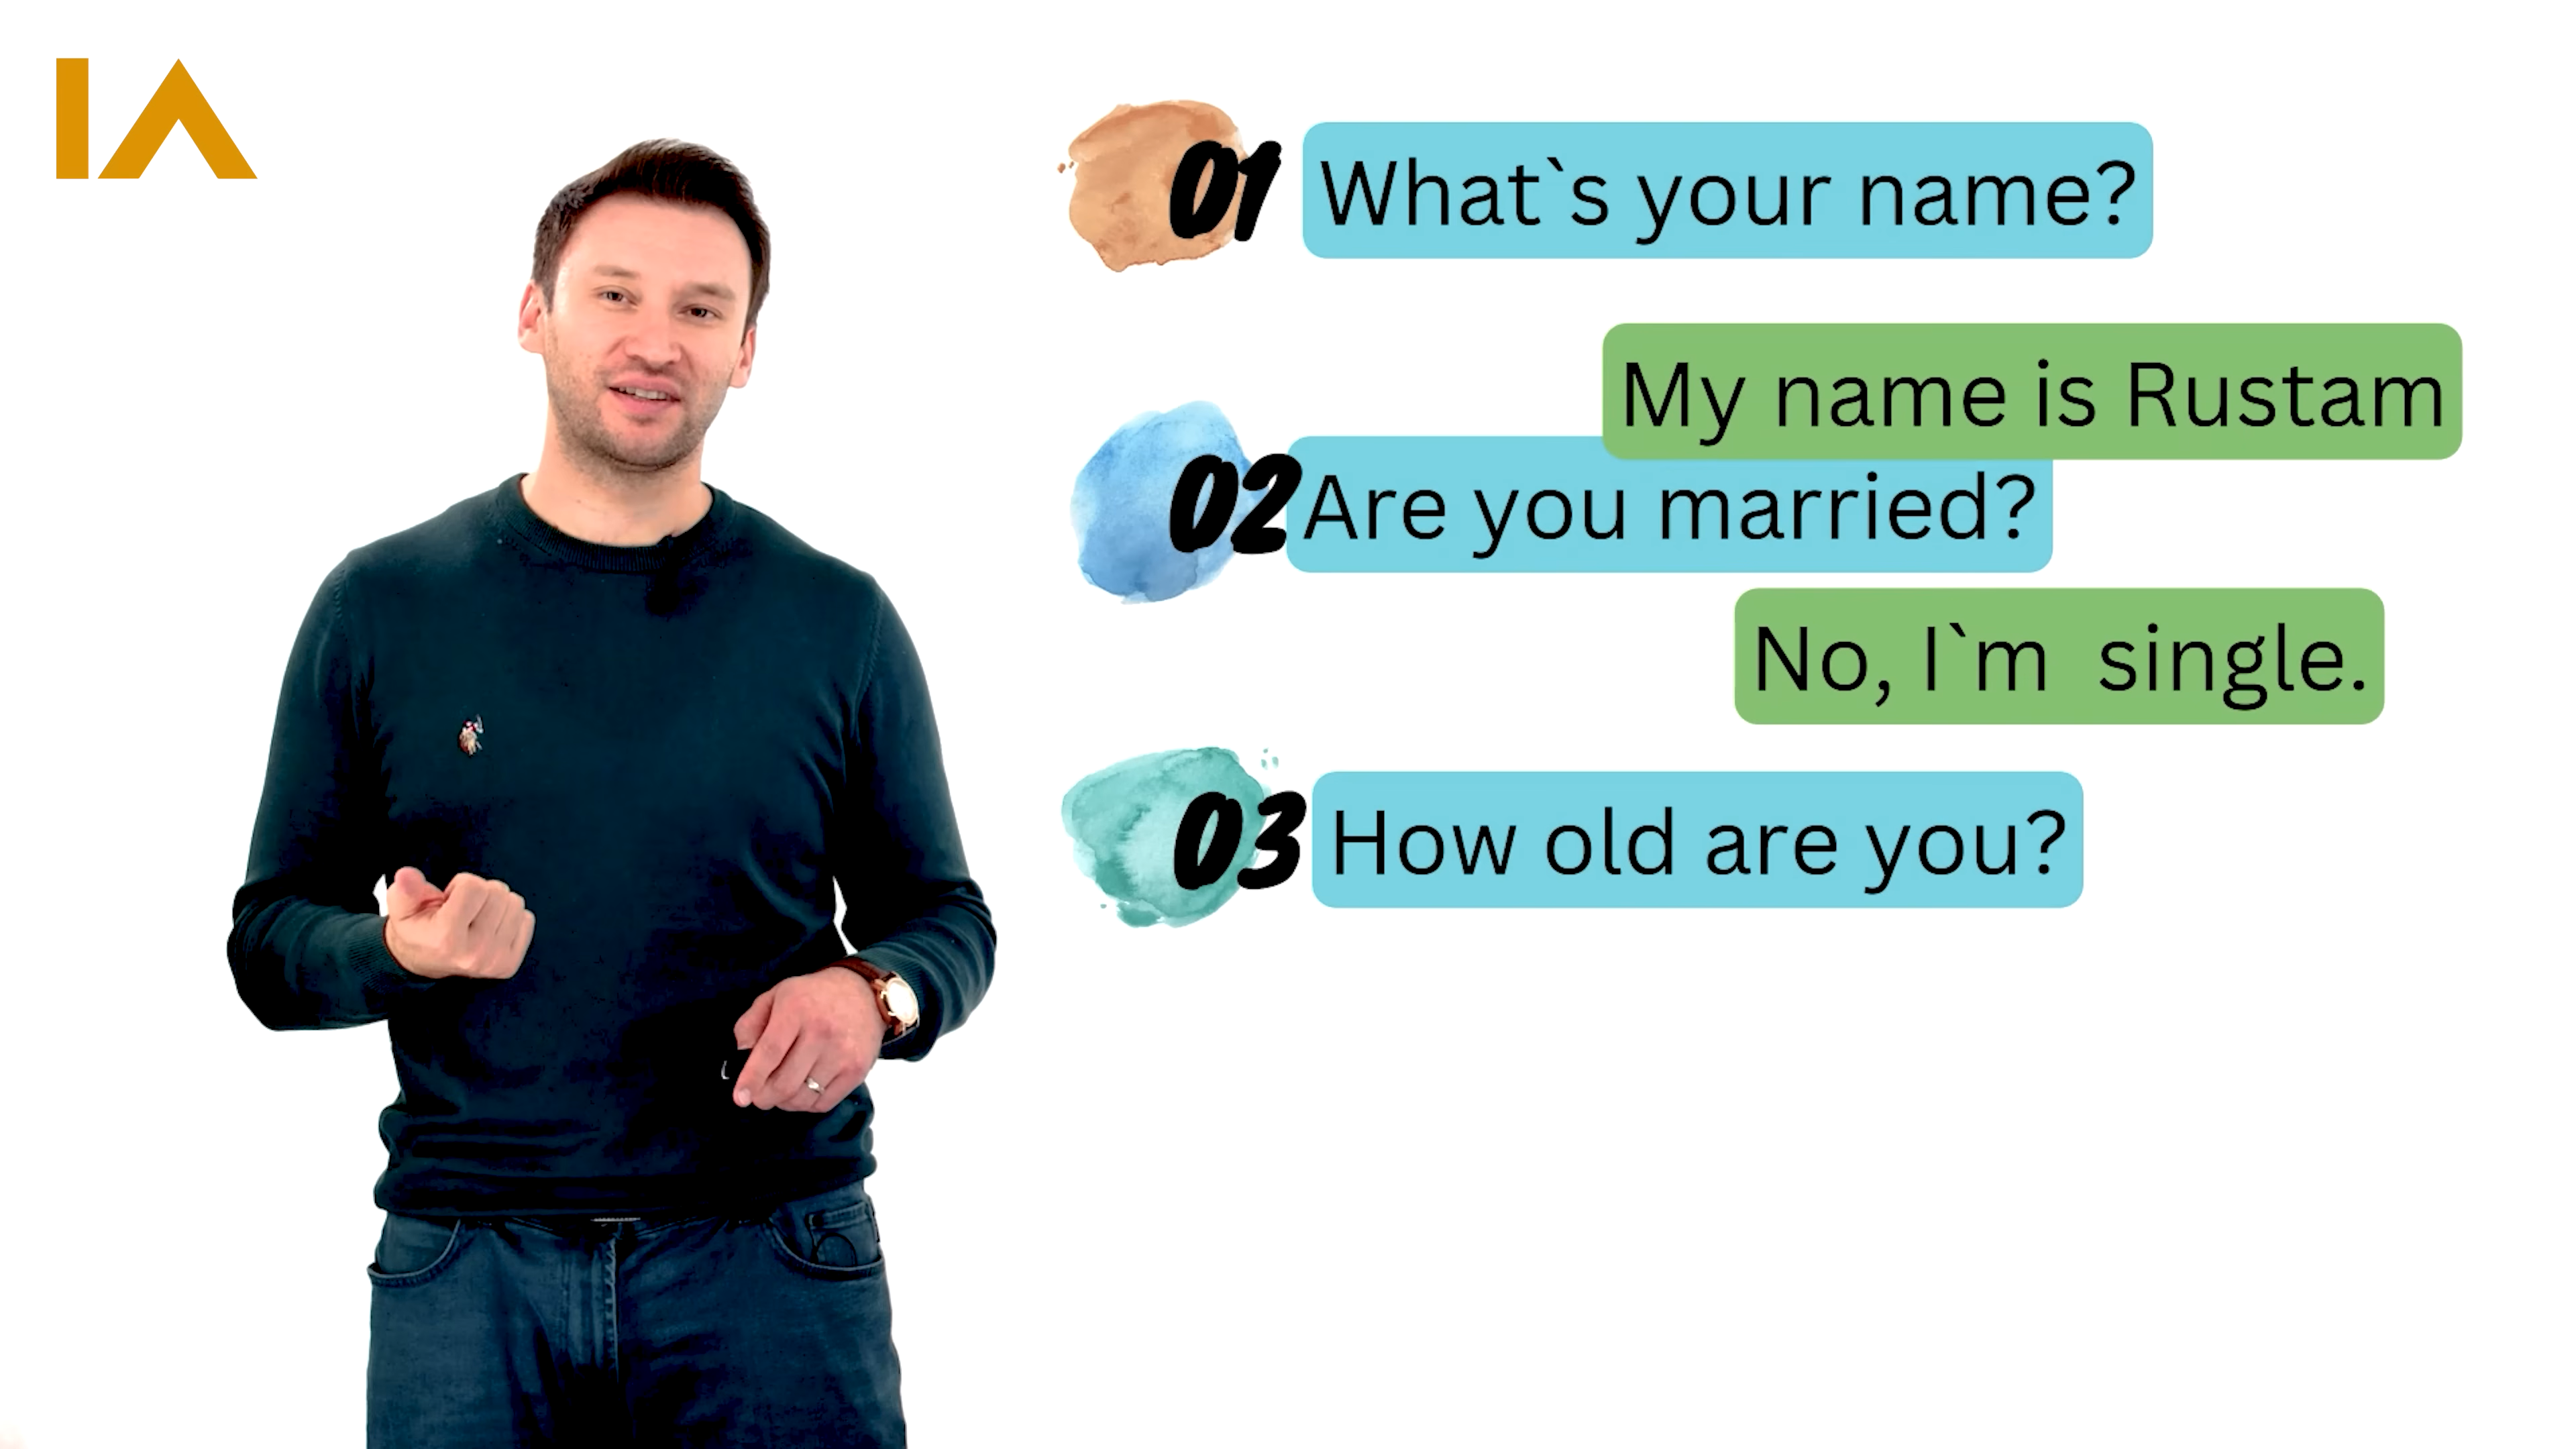 IA
01 What`s your name?
My name is Rustam
02 Are you married?
No, I`m  single.
03 How old are you?